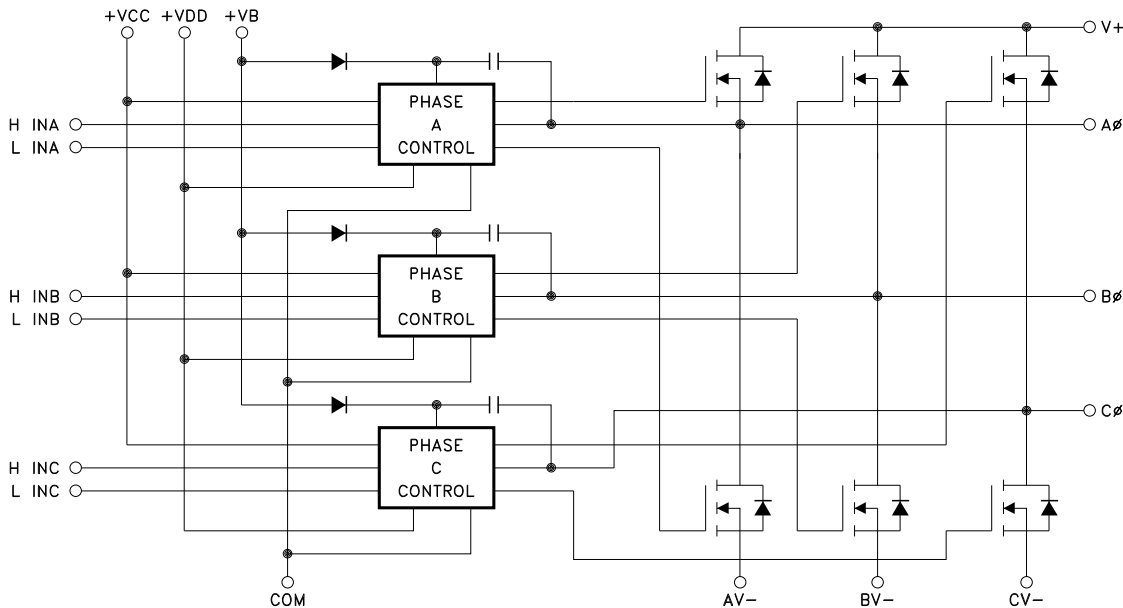 +VCC +VDD +VB
V+
PHASE
A
CONTROL
H INA
L INA
AØ
PHASE
B
CONTROL
H INB
L INB
BØ
CØ
PHASE
C
CONTROL
H INC
L INC
COM
AV-
BV-
CV-